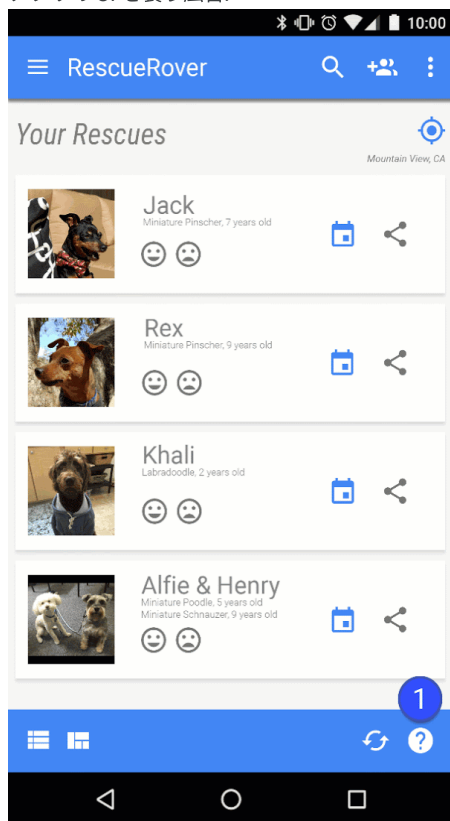 10:00
RescueRover
Your Rescues
Mountain View, CA
Jack
Miniature Pinscher, 7 years old
Rex
Miniature Pinscher, 9 years old
Khali
Labradoodle, 2 years old
Alfie & Henry
Miniature Poodle, 5 years old
Miniature Schnauzer, 9 years old
1